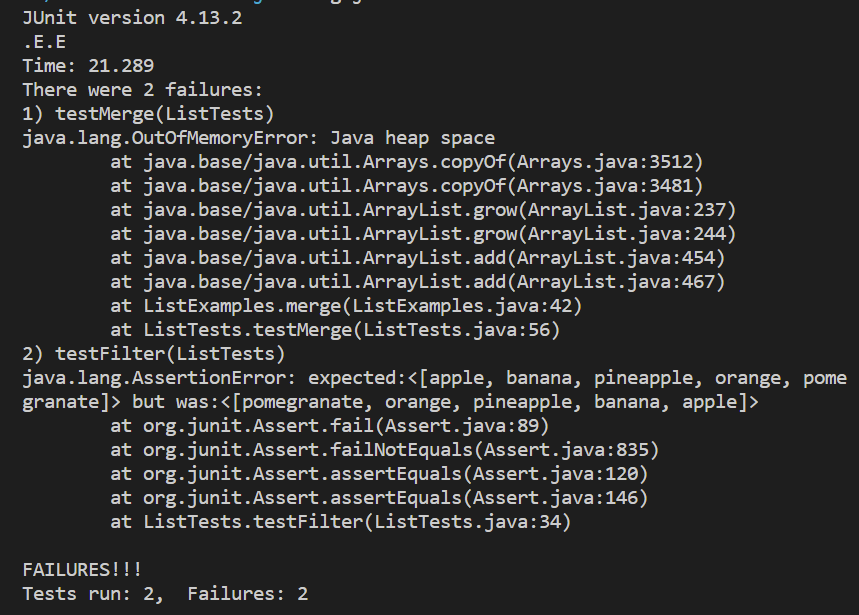 JUnit version 4.13.2
.E.E
Time: 21.289
There were 2 failures:
1) testMerge(ListTests)
java.lang.OutOfMemoryError: Java heap space
        at java.base/java.util.Arrays.copyOf(Arrays.java:3512)
        at java.base/java.util.Arrays.copyOf(Arrays.java:3481)
        at java.base/java.util.ArrayList.grow(ArrayList.java:237)
        at java.base/java.util.ArrayList.grow(ArrayList.java:244)
        at java.base/java.util.ArrayList.add(ArrayList.java:454)
        at java.base/java.util.ArrayList.add(ArrayList.java:467)
        at ListExamples.merge(ListExamples.java:42)
        at ListTests.testMerge(ListTests.java:56)
2) testFilter(ListTests)
java.lang.AssertionError: expected:<[apple, banana, pineapple, orange, pome
granate]> but was:<[pomegranate, orange, pineapple, banana, apple]>
        at org.junit.Assert.fail(Assert.java:89)
        at org.junit.Assert.failNotEquals(Assert.java:835)
        at org.junit.Assert.assertEquals(Assert.java:120)
        at org.junit.Assert.assertEquals(Assert.java:146)
        at ListTests.testFilter(ListTests.java:34)

FAILURES!!!
Tests run: 2,  Failures: 2